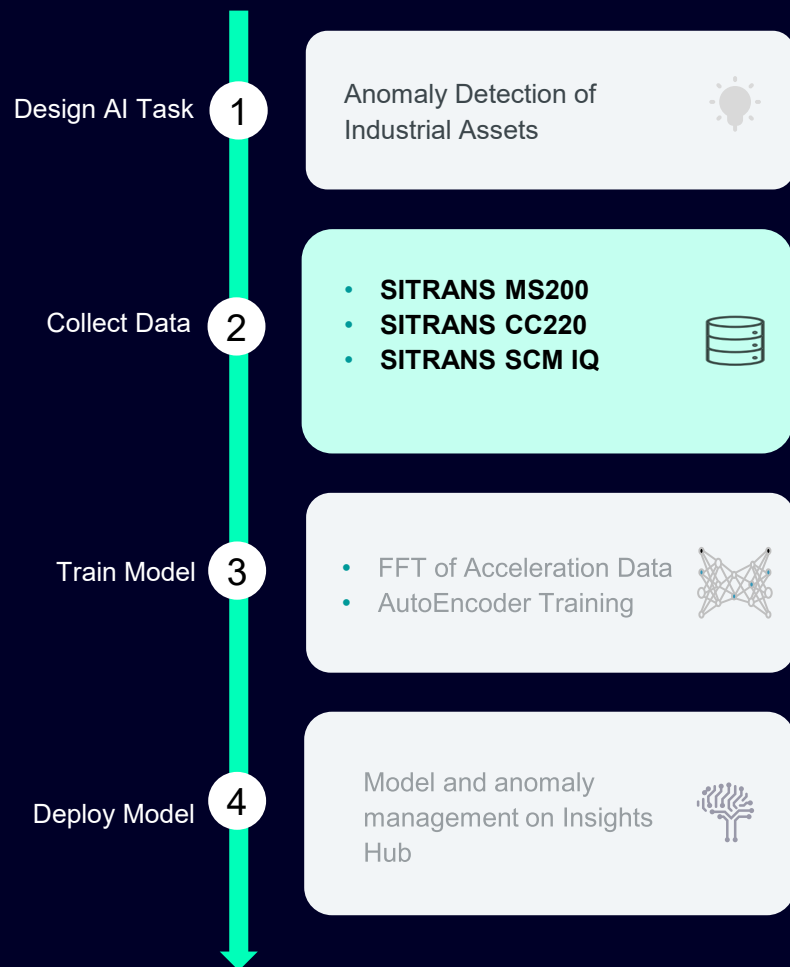 Design AI Task
1
Anomaly Detection of
Industrial Assets
Collect Data
2
• SITRANS MS200
• SITRANS CC220
• SITRANS SCM IQ
Train Model
3
• FFT of Acceleration Data
• AutoEncoder Training
Deploy Model
4
Model and anomaly
management on Insights
Hub